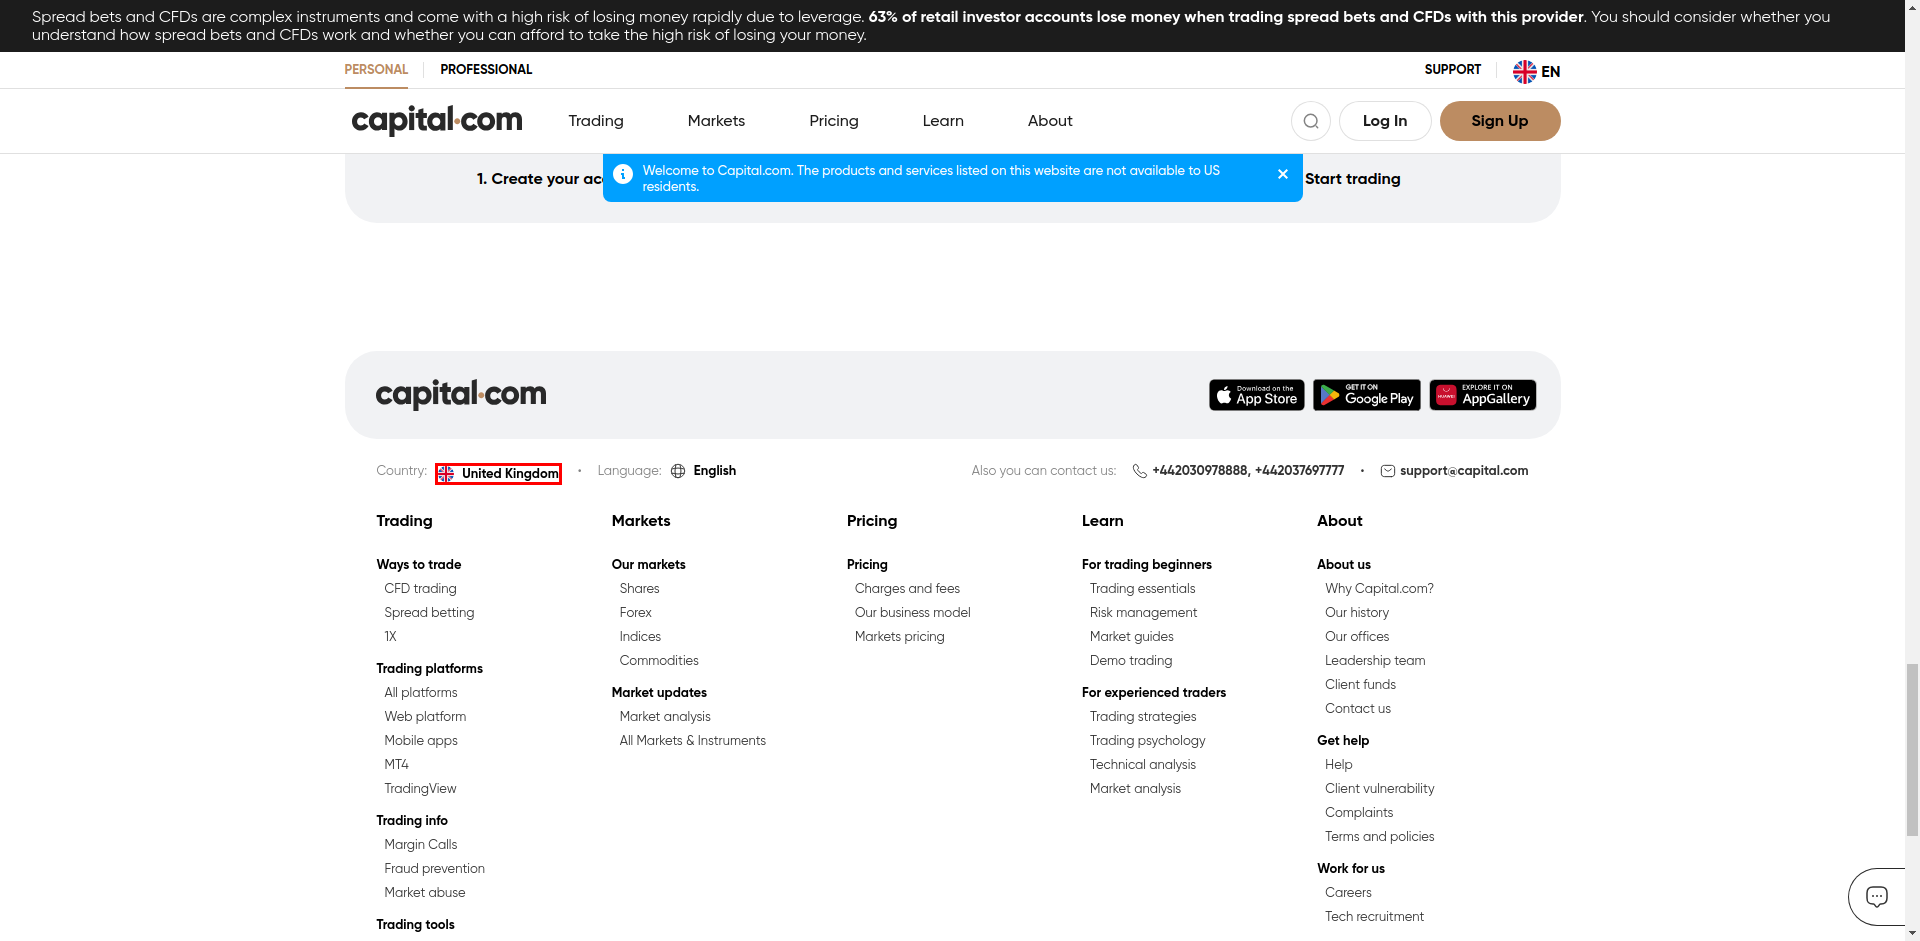 Spread bets and CFDs are complex instruments and come with a high risk of losing money rapidly due to leverage. 63% of retail investor accounts lose money when trading spread bets and CFDs with this provider. You should consider whether you
understand how spread bets and CFDs work and whether you can afford to take the high risk of losing your money.
PERSONAL PROFESSIONAL SUPPORT EN
capital.com Trading Markets Pricing Learn About Log In Sign Up
Welcome to Capital.com. The products and services listed on this website are not available to US
residents.
1. Create your acc Start trading
capital.com
Download on the App Store
GET IT ON Google Play
EXPLORE IT ON AppGallery
HUAWEI
Country: United Kingdom • Language: English Also you can contact us: +442030978888, +442037697777 • support@capital.com
Trading
Ways to trade
CFD trading
Spread betting
1X
Trading platforms
All platforms
Web platform
Mobile apps
MT4
TradingView
Trading info
Margin Calls
Fraud prevention
Market abuse
Trading tools
Markets
Our markets
Shares
Forex
Indices
Commodities
Market updates
Market analysis
All Markets & Instruments
Pricing
Pricing
Charges and fees
Our business model
Markets pricing
Learn
For trading beginners
Trading essentials
Risk management
Market guides
Demo trading
For experienced traders
Trading strategies
Trading psychology
Technical analysis
Market analysis
About
About us
Why Capital.com?
Our history
Our offices
Leadership team
Client funds
Contact us
Get help
Help
Client vulnerability
Complaints
Terms and policies
Work for us
Careers
Tech recruitment